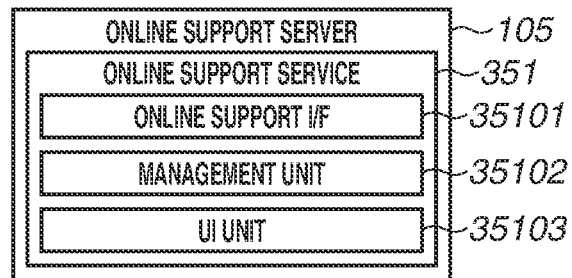 ONLINE SUPPORT SERVER 105
ONLINE SUPPORT SERVICE 351
ONLINE SUPPORT I/F 35101
MANAGEMENT UNIT 35102
UI UNIT 35103